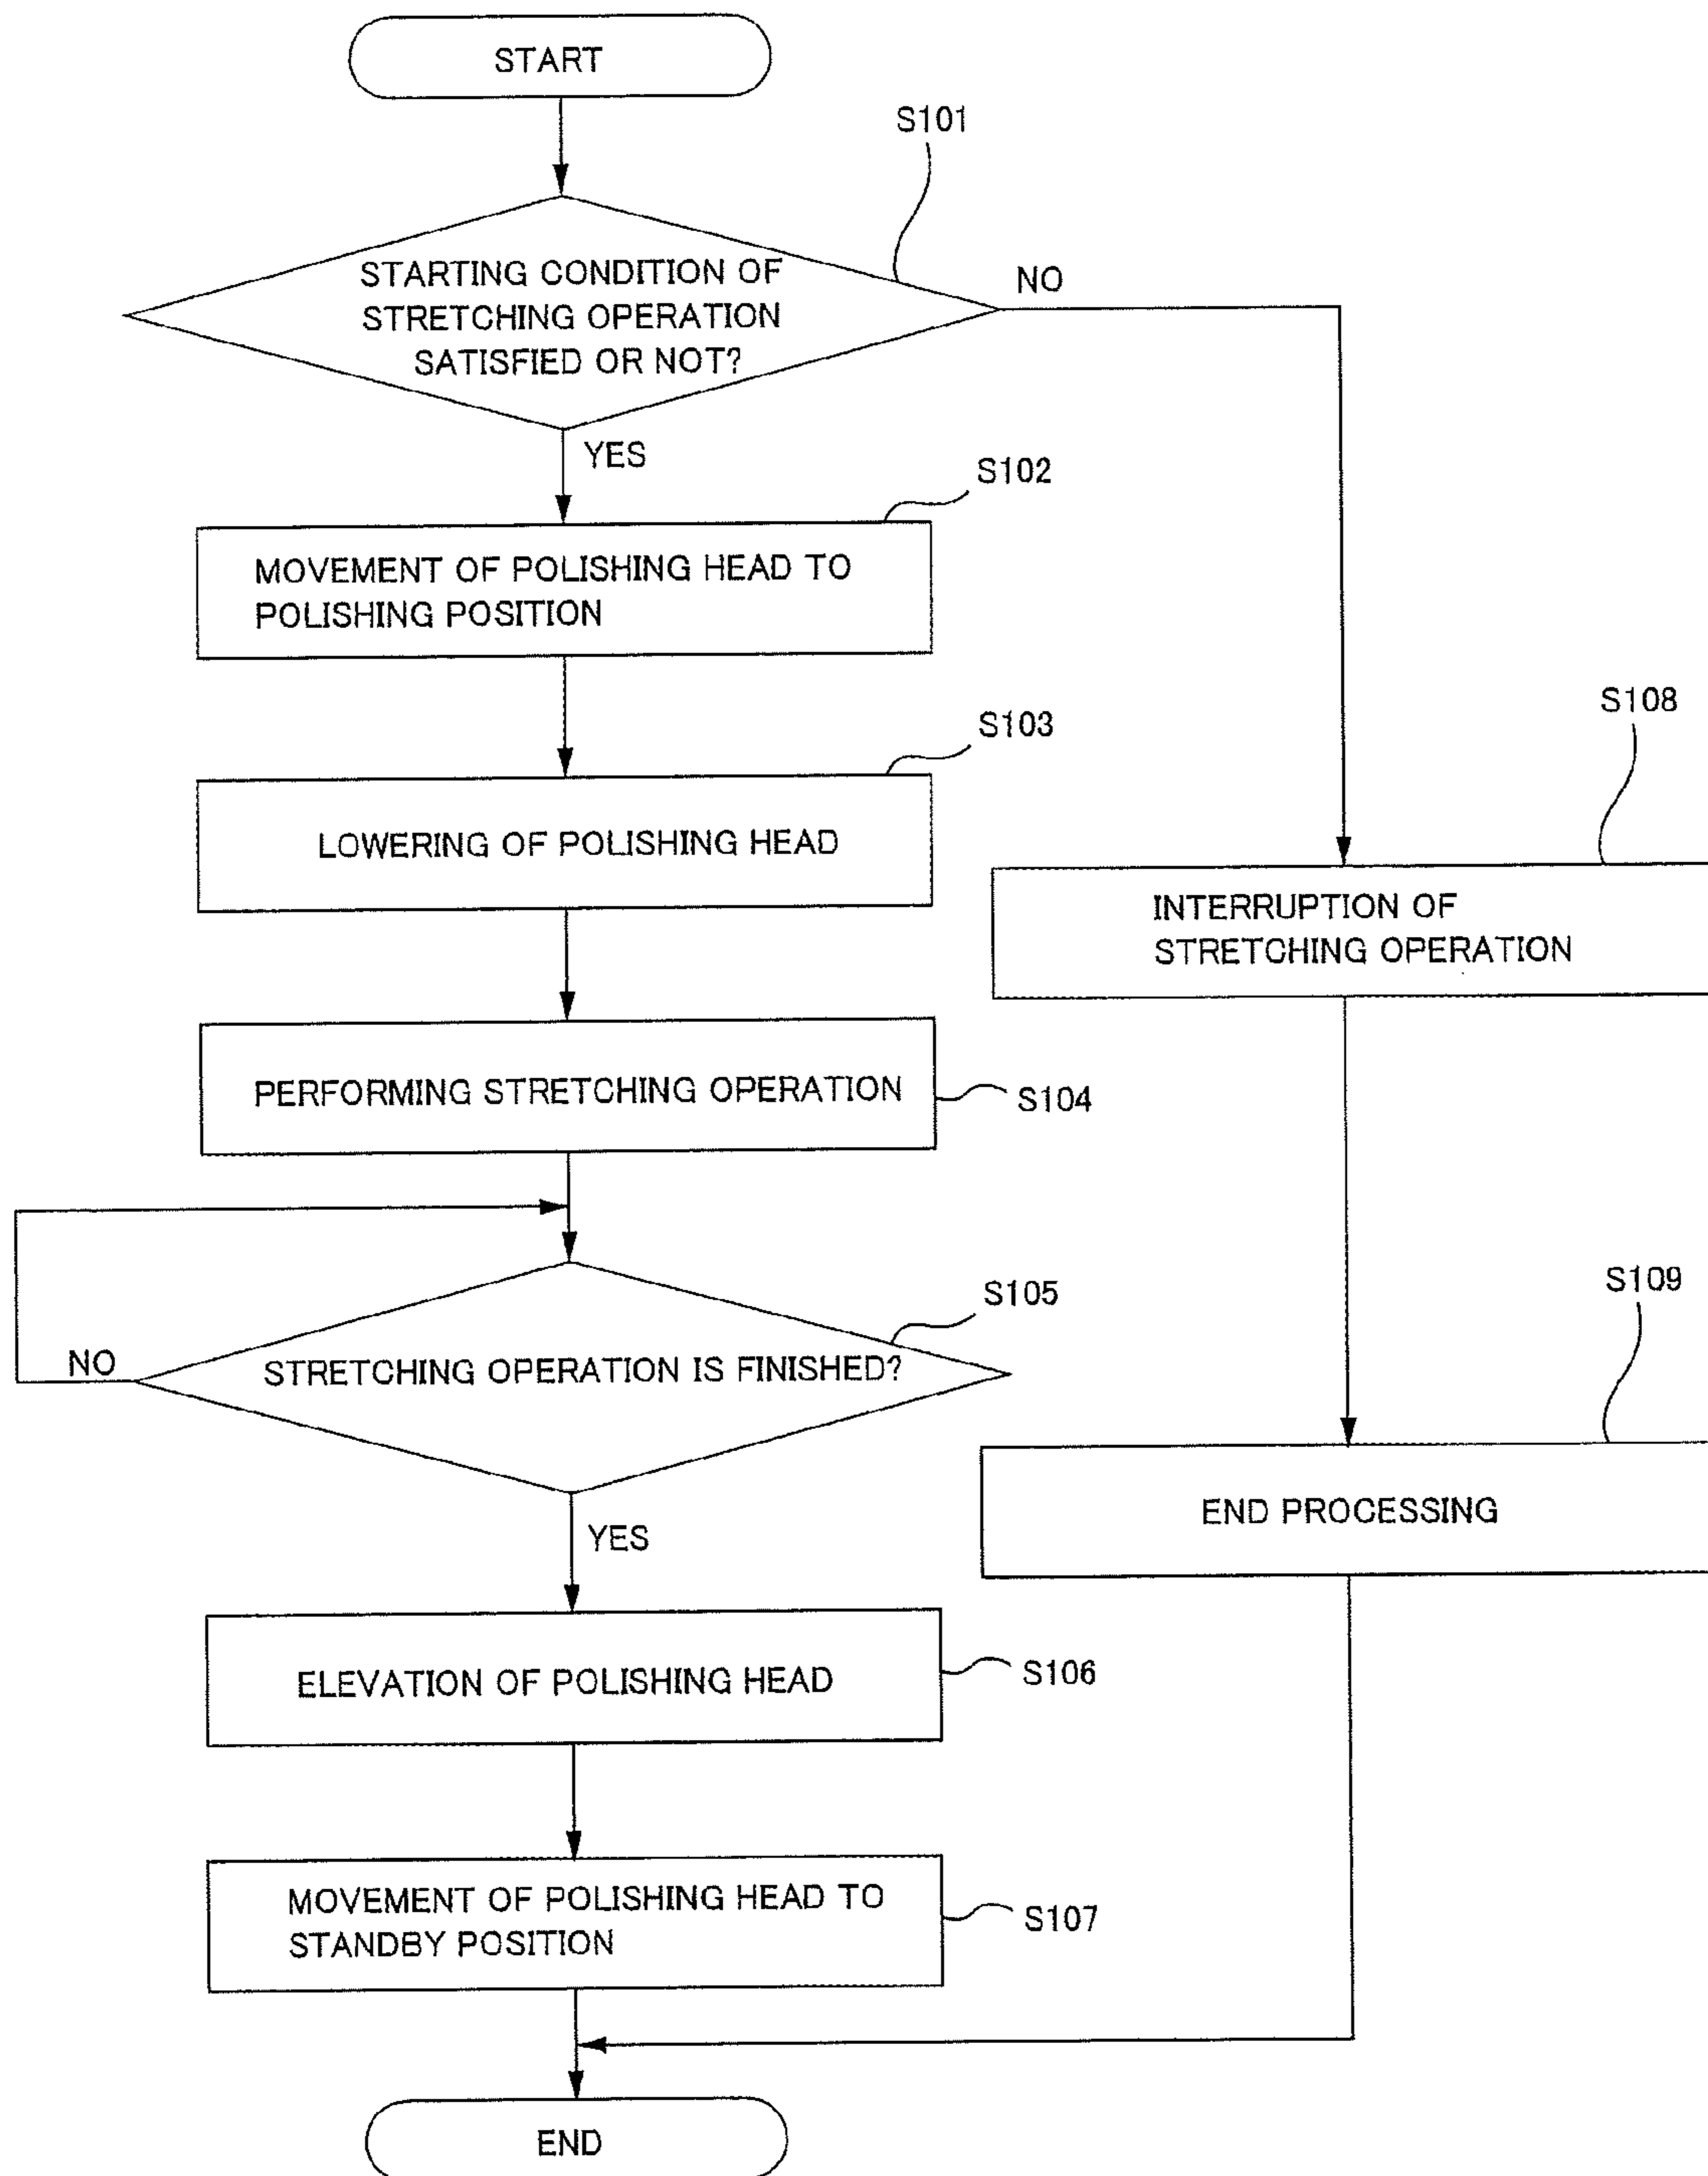 START
S101
STARTING CONDITION OF
STRETCHING OPERATION
SATISFIED OR NOT?
NO
YES
S102
MOVEMENT OF POLISHING HEAD TO
POLISHING POSITION
S103
LOWERING OF POLISHING HEAD
S108
INTERRUPTION OF
STRETCHING OPERATION
PERFORMING STRETCHING OPERATION
S104
S105
STRETCHING OPERATION IS FINISHED?
NO
YES
S109
END PROCESSING
ELEVATION OF POLISHING HEAD
S106
MOVEMENT OF POLISHING HEAD TO
STANDBY POSITION
S107
END